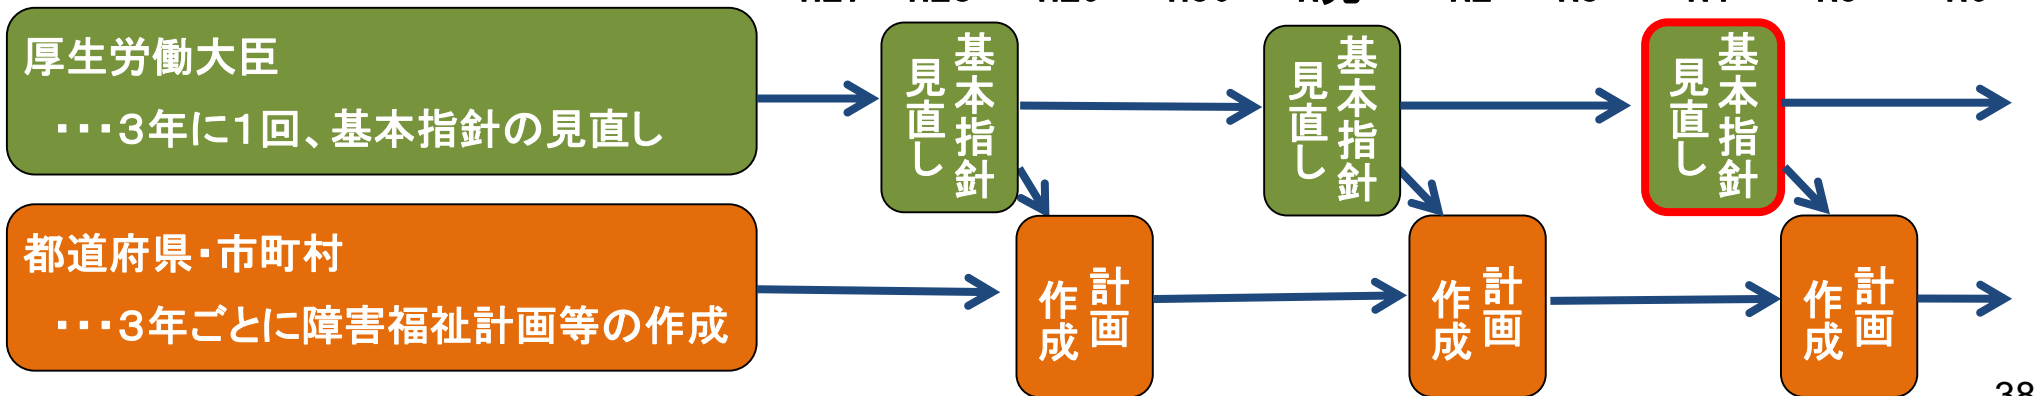 厚生労働大臣
・・・３年に１回、基本指針の見直し
基本指針
見直し
基本指針
見直し
基本指針
見直し
都道府県・市町村
・・・３年ごとに障害福祉計画等の作成
計画
作成
計画
作成
計画
作成
38